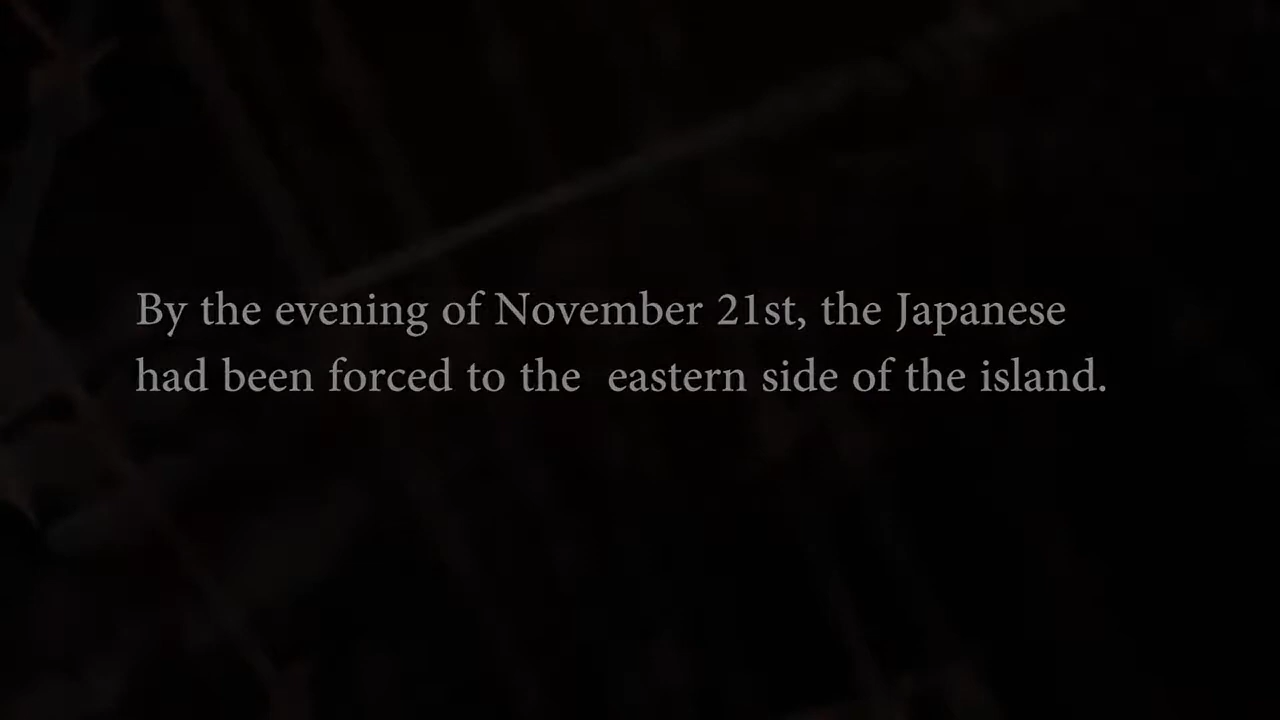 By the evening of November 21st, the Japanese
had been forced to the  eastern side of the island.